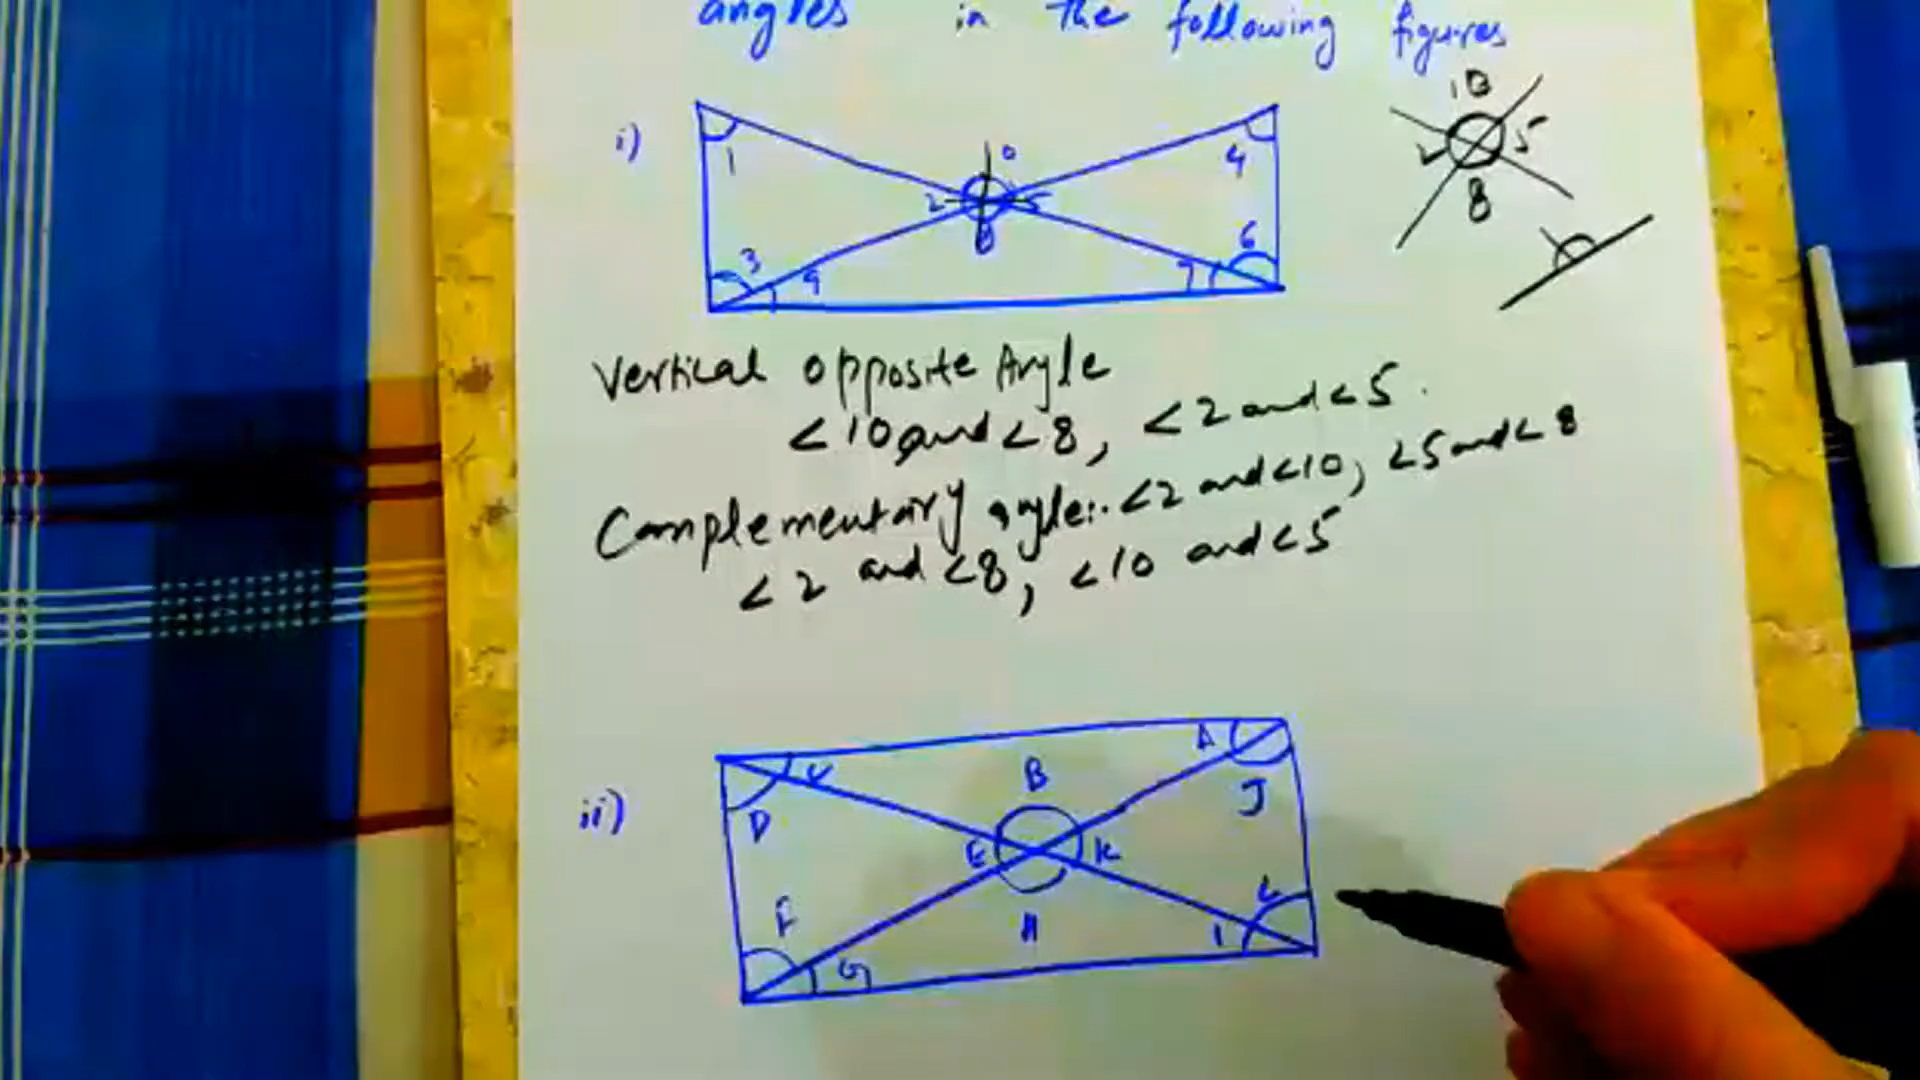 angles in the following figures
i)
10
2 5
8
1
4
10
2 5
8
3
9
7
6
Vertical opposite Angle
<10 and <8, <2 and <5.
Complementary angle:- <2 and <10, <5 and <8
<2 and <8, <10 and <5
ii)
A
B
J
D
E
K
F
L
H
I
G